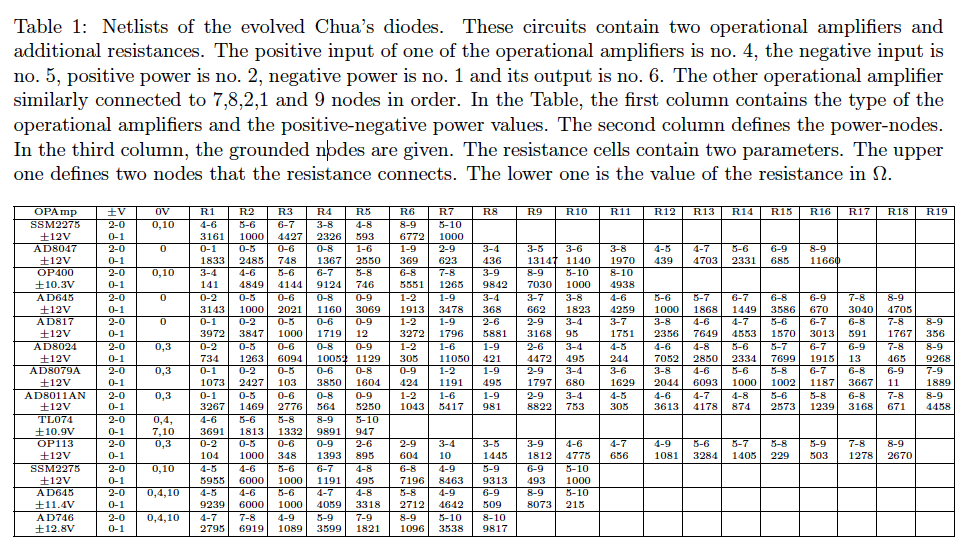 Table 1: Netlists of the evolved Chua's diodes. These circuits contain two operational amplifiers and
additional resistances. The positive input of one of the operational amplifiers is no. 4, the negative input is
no. 5, positive power is no. 2, negative power is no. 1 and its output is no. 6. The other operational amplifier
similarly connected to 7,8,2,1 and 9 nodes in order. In the Table, the first column contains the type of the
operational amplifiers and the positive-negative power values. The second column defines the power-nodes.
In the third column, the grounded nodes are given. The resistance cells contain two parameters. The upper
one defines two nodes that the resistance connects. The lower one is the value of the resistance in Ω.
OPAmp ±V 0V R1 R2 R3 R4 R5 R6 R7 R8 R9 R10 R11 R12 R13 R14 R15 R16 R17 R18 R19
SSM2275 2-0 0,10 4-6 5-6 6-7 3-8 4-8 8-9 5-10
±12V 0-1 3161 1000 4427 2326 593 6772 1000
AD8047 2-0 0 0-1 0-5 0-6 0-8 1-6 1-9 2-9 3-4 3-5 3-6 3-8 4-5 4-7 5-6 6-9 8-9
±12V 0-1 1833 2485 748 1367 2550 369 623 436 13147 1140 1970 439 4703 2331 685 11660
OP400 2-0 0,10 3-4 4-6 5-6 6-7 5-8 6-8 7-8 3-9 8-9 5-10 8-10
±10.3V 0-1 141 4849 4144 9124 746 5551 1265 9842 7030 1000 4938
AD645 2-0 0 0-2 0-5 0-6 0-8 0-9 1-2 1-9 3-4 3-7 3-8 4-6 5-6 5-7 6-7 6-8 6-9 7-8 8-9
±12V 0-1 3143 1000 2021 1160 3069 1913 3478 368 662 1823 4259 1000 1868 1449 3586 670 3040 4705
AD817 2-0 0 0-1 0-2 0-5 0-6 0-9 1-2 1-9 2-6 2-9 3-4 3-7 3-8 4-6 4-7 5-6 6-7 6-8 7-8 8-9
±12V 0-1 3972 3847 1000 1719 12 3272 1796 5881 3168 95 1751 2356 7649 4553 1570 3013 591 1767 356
AD8024 2-0 0,3 0-2 0-5 0-6 0-8 0-9 1-2 1-6 1-9 2-6 3-4 4-5 4-6 4-8 5-6 5-7 6-7 6-9 7-8 8-9
±12V 0-1 734 1263 6094 10052 1129 305 11050 421 4472 495 244 7052 2850 2334 7699 1915 13 465 9268
AD8079A 2-0 0,3 0-1 0-2 0-5 0-6 0-8 0-9 1-2 1-9 2-9 3-4 3-6 3-8 4-6 5-6 5-8 6-7 6-8 6-9 7-9
±12V 0-1 1073 2427 103 3850 1604 424 1191 495 1797 680 1629 2044 6093 1000 1002 1187 3667 11 1889
AD8011AN 2-0 0,3 0-1 0-5 0-6 0-8 0-9 1-2 1-6 1-9 2-9 3-4 4-5 4-6 4-7 4-8 5-8 5-6 6-8 7-8 8-9
±12V 0-1 3267 1469 2776 564 5250 1043 5417 981 8822 753 305 3613 4178 874 2573 1239 3168 671 4458
TL074 2-0 0,4, 4-6 5-6 5-8 8-9 5-10
±10.9V 0-1 7,10 3691 1813 1332 9891 947
OP113 2-0 0,3 0-2 0-5 0-6 0-9 2-6 2-9 3-4 3-5 3-9 4-6 4-7 4-9 5-6 5-7 5-8 5-9 7-8 8-9
±12V 0-1 104 1000 348 1393 895 604 10 1445 1812 4775 656 1081 3284 1405 229 503 1278 2670
SSM2275 2-0 0,10 4-5 4-6 5-6 6-7 4-8 6-8 4-9 5-9 6-9 5-10
±12V 0-1 5955 6000 1000 1191 495 7196 8463 9313 493 1000
AD645 2-0 0,4,10 4-5 4-6 5-6 4-7 4-8 5-8 4-9 6-9 8-9 5-10
±11.4V 0-1 9239 6000 1000 4059 3318 2712 4642 509 8073 215
AD746 2-0 0,4,10 4-7 7-8 4-9 5-9 7-9 8-9 5-10 8-10
±12.8V 0-1 2795 6919 1089 3599 1821 1096 3538 9817